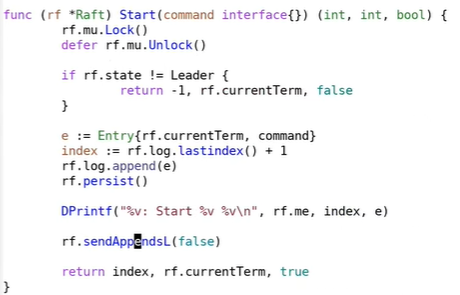 func (rf *Raft) Start(command interface{}) (int, int, bool) {
rf.mu.Lock()
defer rf.mu.Unlock()
if rf.state != Leader {
return -1, rf.currentTerm, false
}
e := Entry{rf.currentTerm, command}
index := rf.log.lastindex() + 1
rf.log.append(e)
rf.persist()
DPrintf("%v: Start %v %v\n", rf.me, index, e)
rf.sendAppendsL(false)
return index, rf.currentTerm, true
}